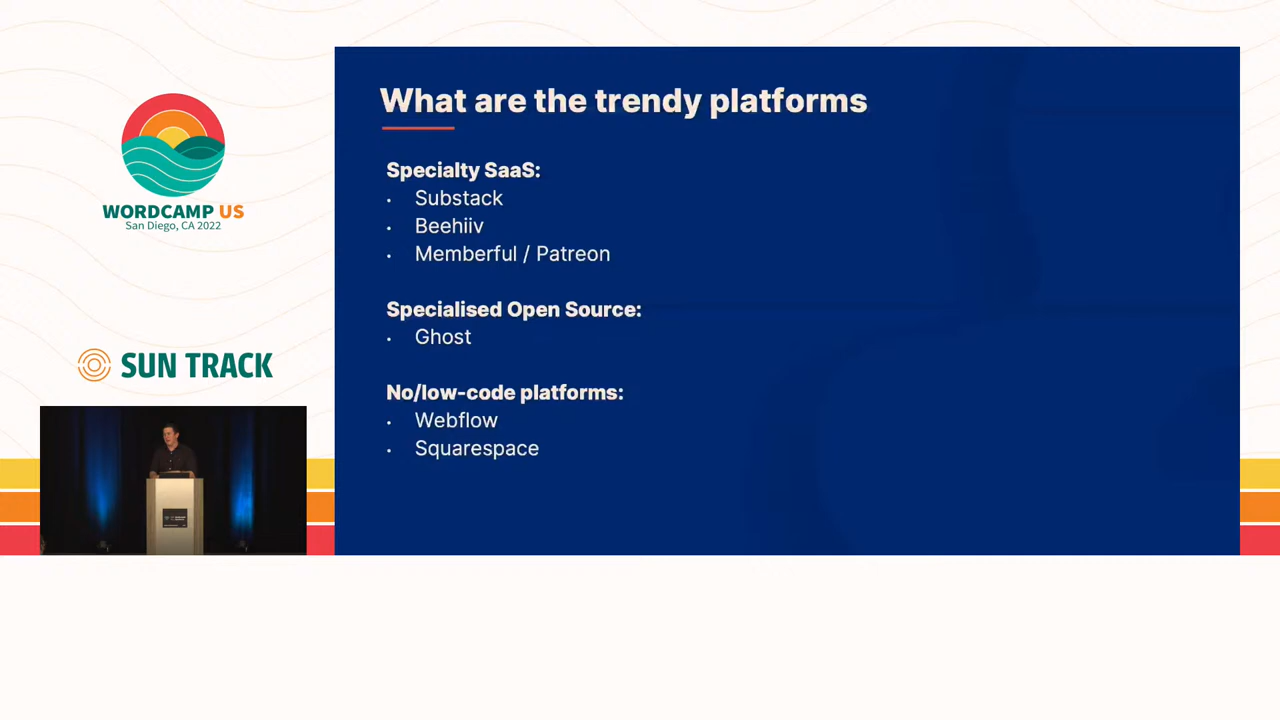 WORDCAMP US
San Diego, CA 2022
SUN TRACK
What are the trendy platforms
Specialty SaaS:
• Substack
• Beehiiv
• Memberful / Patreon
Specialised Open Source:
• Ghost
No/low-code platforms:
• Webflow
• Squarespace